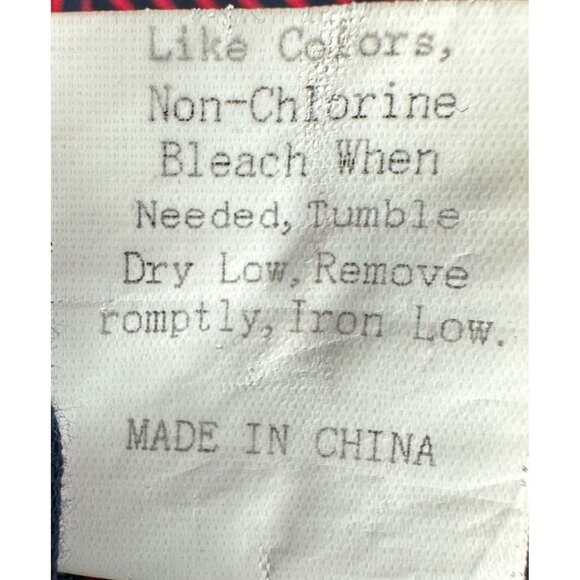 Like Colors,
Non-Chlorine
Bleach When
Needed, Tumble
Dry Low, Remove
romptly, Iron Low.
MADE IN CHINA